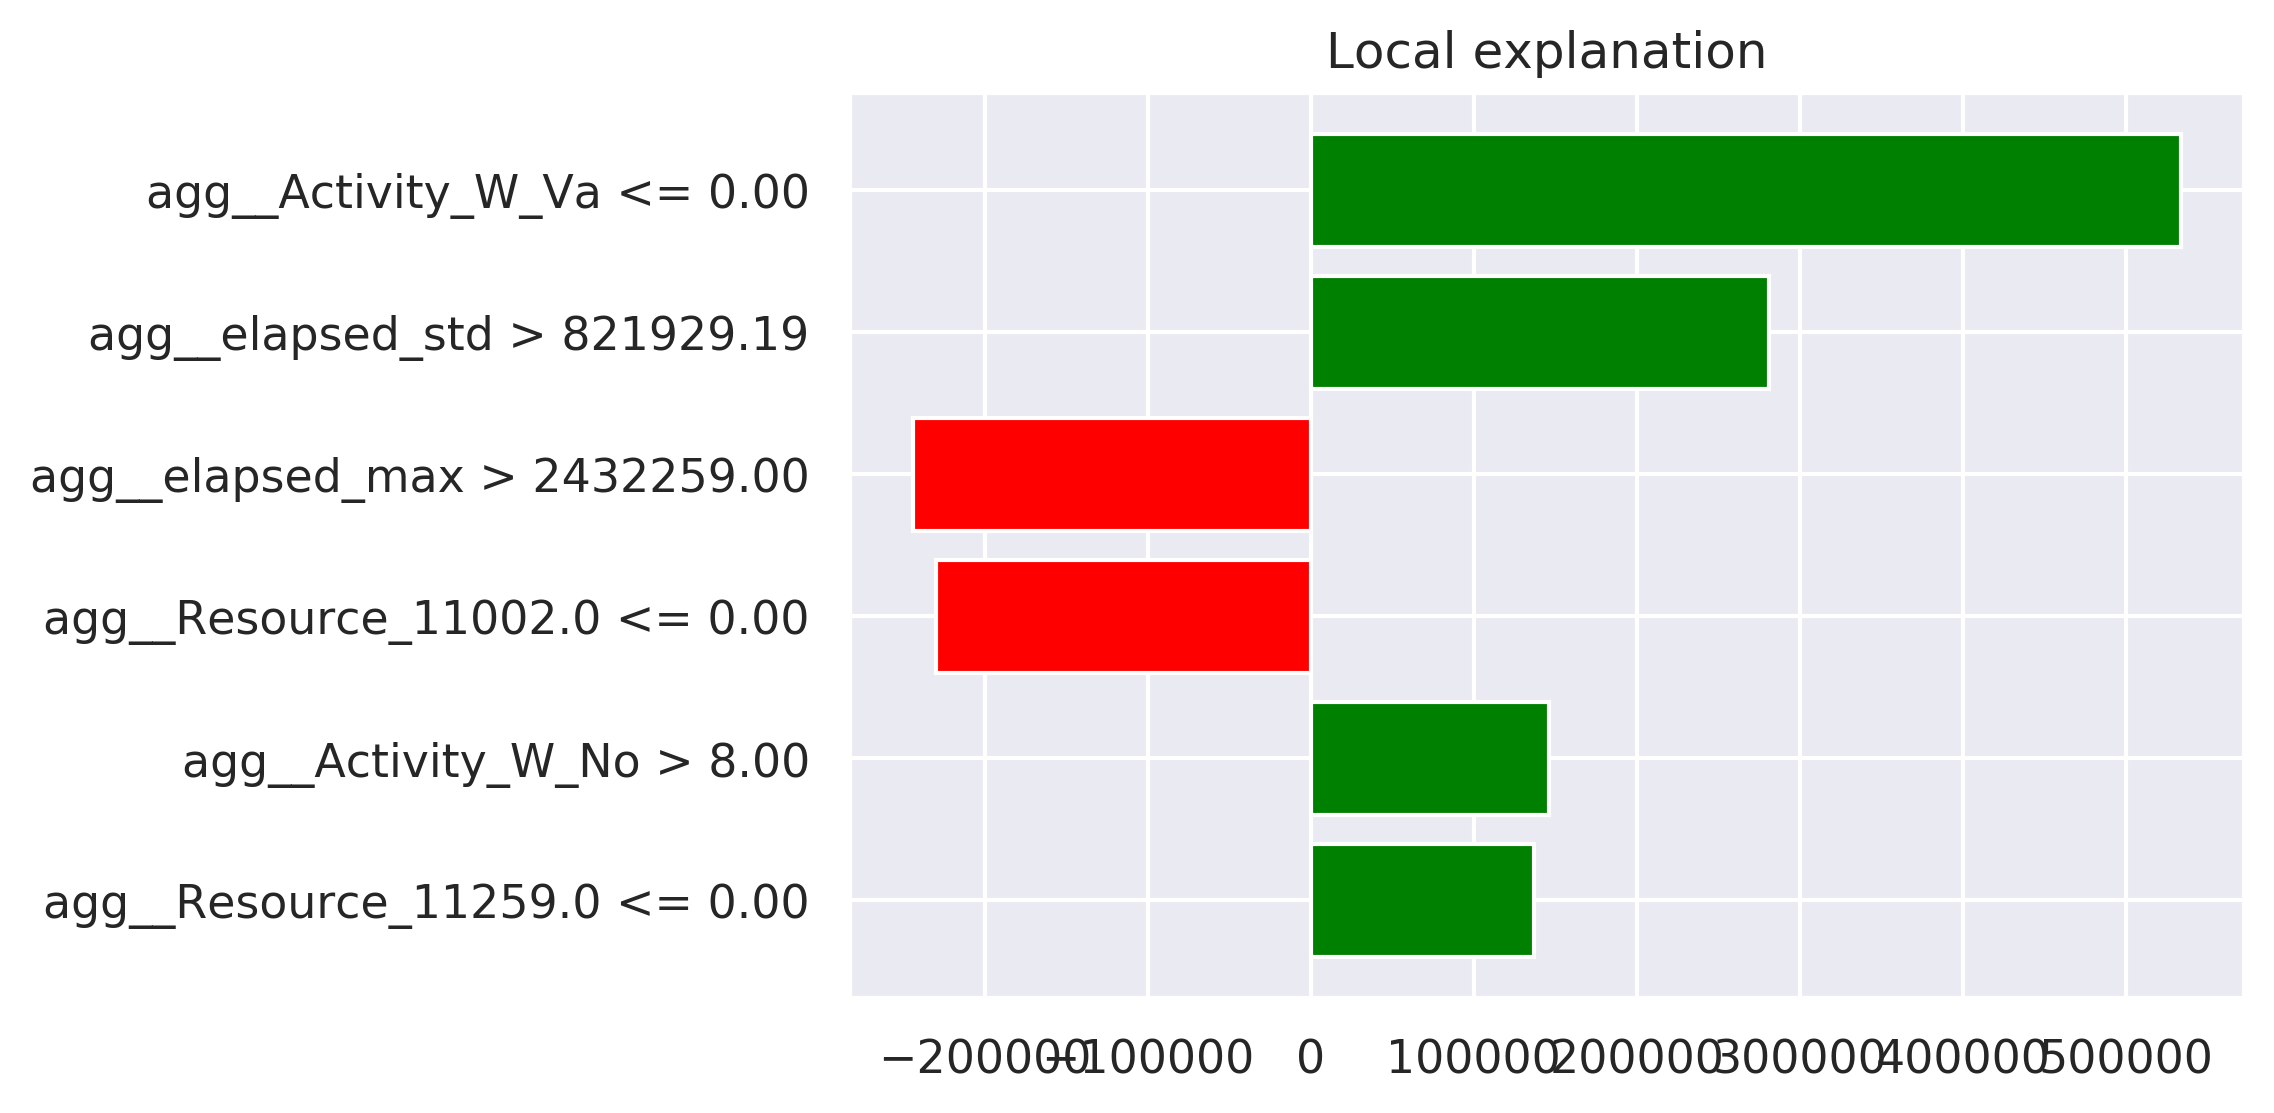 Local explanation
agg__Activity_W_Va <= 0.00
agg__elapsed_std > 821929.19
agg__elapsed_max > 2432259.00
agg__Resource_11002.0 <= 0.00
agg__Activity_W_No > 8.00
agg__Resource_11259.0 <= 0.00
−200000 −100000 0 100000 200000 300000 400000 500000